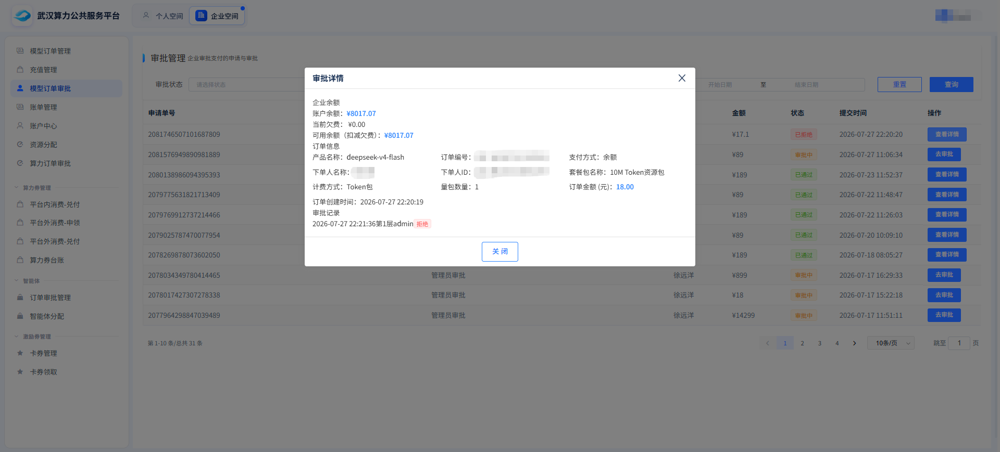 武汉算力公共服务平台
个人空间
企业空间
模型订单管理
充值管理
模型订单审批
账单管理
账户中心
资源分配
算力订单审批
算力券管理
平台内消费-兑付
平台外消费-申领
平台外消费-兑付
算力券台账
智能体
订单审批管理
智能体分配
激励券管理
卡券管理
卡券领取
审批管理 企业审批支付的申请与审批
审批状态 请选择状态 开始日期 至 结束日期 重置 查询
申请单号 金额 状态 提交时间 操作
2081746507101687809 ¥17.1 已拒绝 2026-07-27 22:20:20 查看详情
2081576949890981889 ¥89 审批中 2026-07-27 11:06:34 去审批
2080138986094395393 ¥189 已通过 2026-07-23 11:52:37 查看详情
2079775631821713409 ¥89 已通过 2026-07-22 11:48:47 查看详情
2079769912737214466 ¥189 已通过 2026-07-22 11:26:03 查看详情
2079025787470077954 ¥89 已通过 2026-07-20 10:09:10 查看详情
2078269878073602050 ¥189 已通过 2026-07-18 08:05:27 查看详情
2078034349780414465 管理员审批 徐远洋 ¥899 审批中 2026-07-17 16:29:33 去审批
2078017427307278338 管理员审批 徐远洋 ¥18 审批中 2026-07-17 15:22:18 去审批
2077964298847039489 管理员审批 徐远洋 ¥14299 审批中 2026-07-17 11:51:11 去审批
第 1-10 条/总共 31 条 1 2 3 4 10条/页 跳至 1 页
审批详情
企业余额
账户余额：¥8017.07
当前欠费： ¥0.00
可用余额（扣减欠费）：¥8017.07
订单信息
产品名称：deepseek-v4-flash 订单编号： 支付方式：余额
下单人名称： 下单人ID： 套餐包名称：10M Token资源包
计费方式：Token包 量包数量：1 订单金额 (元)：18.00
订单创建时间：2026-07-27 22:20:19
审批记录
2026-07-27 22:21:36第1层admin 拒绝
关 闭